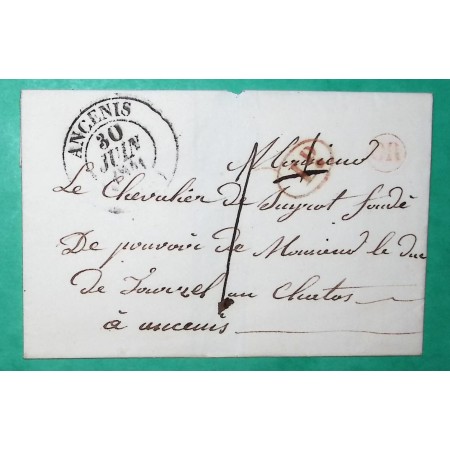 ANCENIS
30
JUIN
OR
Monsieur
Le Chevalier de Suyrot fondé
De pouvoir de Monsieur le duc
de Tourzel au
à ancenis